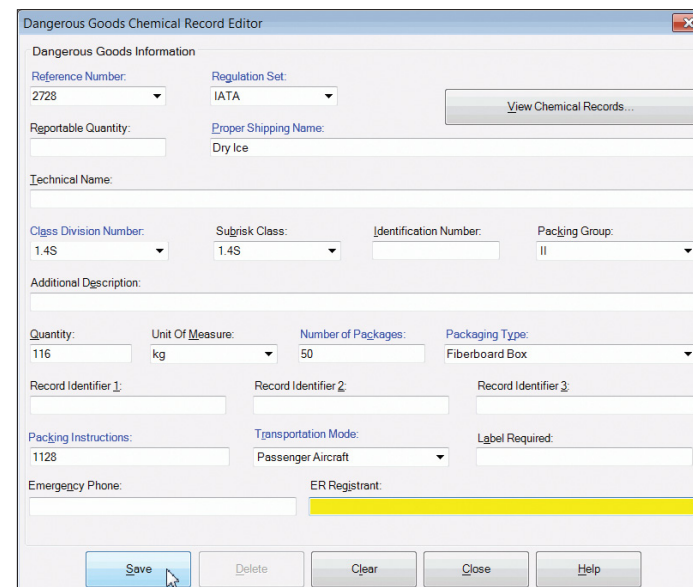 Dangerous Goods Chemical Record Editor
Dangerous Goods Information
Reference Number: Regulation Set:
2728 IATA View Chemical Records...
Reportable Quantity: Proper Shipping Name:
Dry Ice
Technical Name:
Class Division Number: Subrisk Class: Identification Number: Packing Group:
1.4S 1.4S II
Additional Description:
Quantity: Unit Of Measure: Number of Packages: Packaging Type:
116 kg 50 Fiberboard Box
Record Identifier 1: Record Identifier 2: Record Identifier 3:
Packing Instructions: Transportation Mode: Label Required:
1128 Passenger Aircraft
Emergency Phone: ER Registrant:
Save Delete Clear Close Help